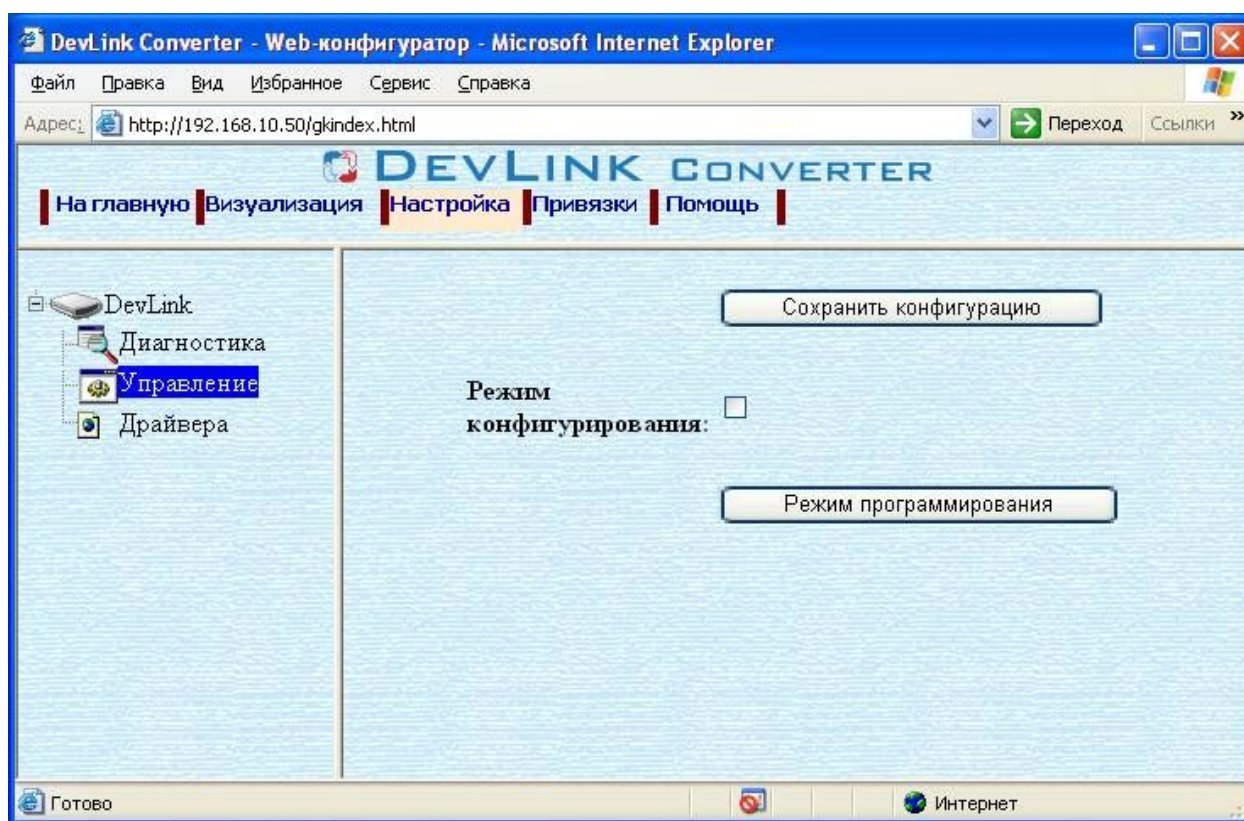 DevLink Converter - Web-конфигуратор - Microsoft Internet Explorer
Файл Правка Вид Избранное Сервис Справка
Адрес: http://192.168.10.50/gkindex.html Переход Ссылки »
DEVLINK CONVERTER
На главную Визуализация Настройка Привязки Помощь
DevLink
Диагностика
Управление
Драйвера
Сохранить конфигурацию
Режим
конфигурирования:
Режим программирования
Готово Интернет